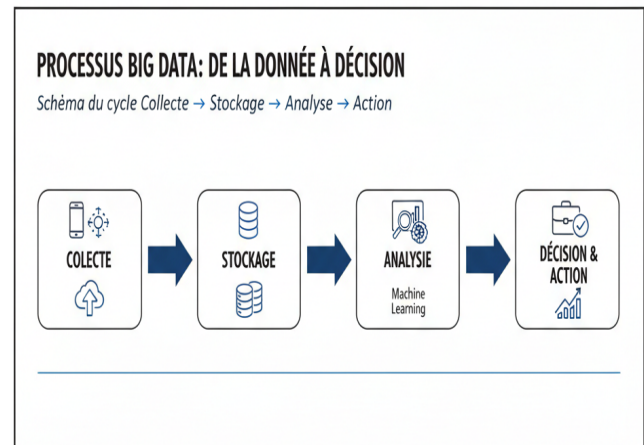 PROCESSUS BIG DATA: DE LA DONNÉE À DÉCISION
Schèma du cycle Collecte → Stockage → Analyse → Action
COLECTE
STOCKAGE
ANALYSIE
Machine
Learning
DÉCISION &
ACTION